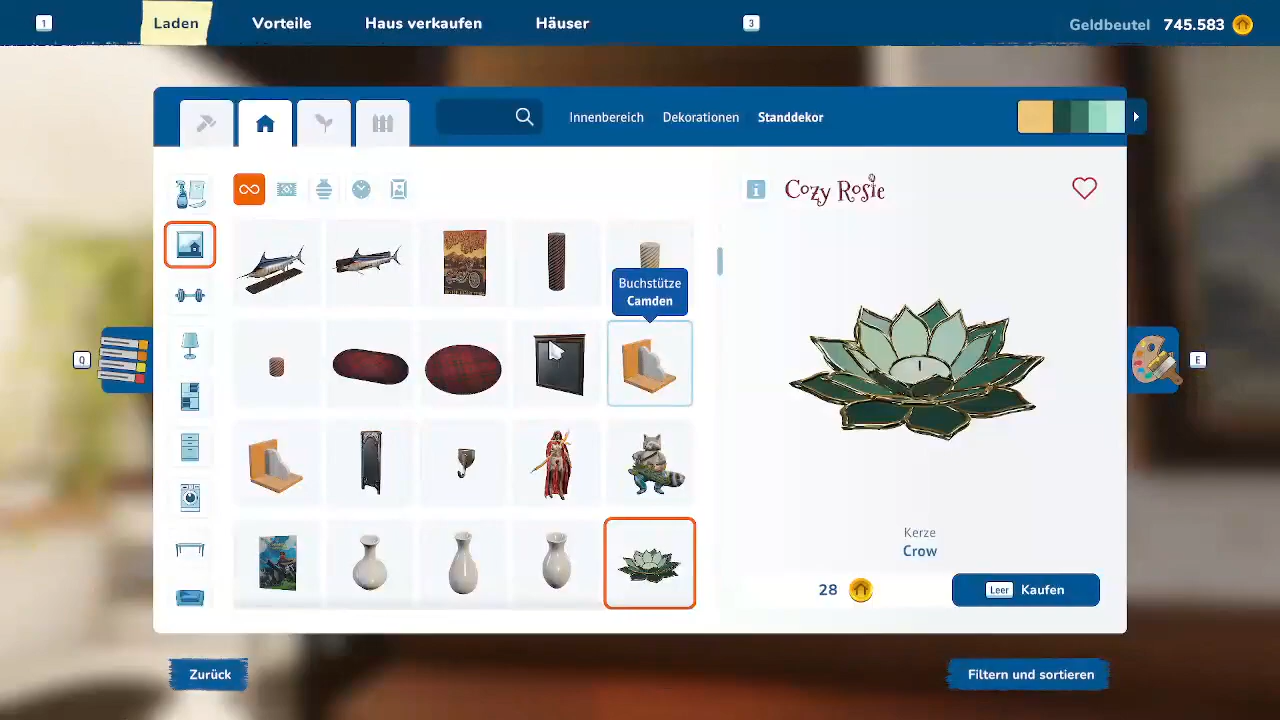 1
Laden
Vorteile
Haus verkaufen
Häuser
3
Geldbeutel 745.583
Innenbereich
Dekorationen
Standdekor
Cozy Rosie
Buchstütze
Camden
Q
E
Kerze
Crow
28
Leer Kaufen
Zurück
Filtern und sortieren